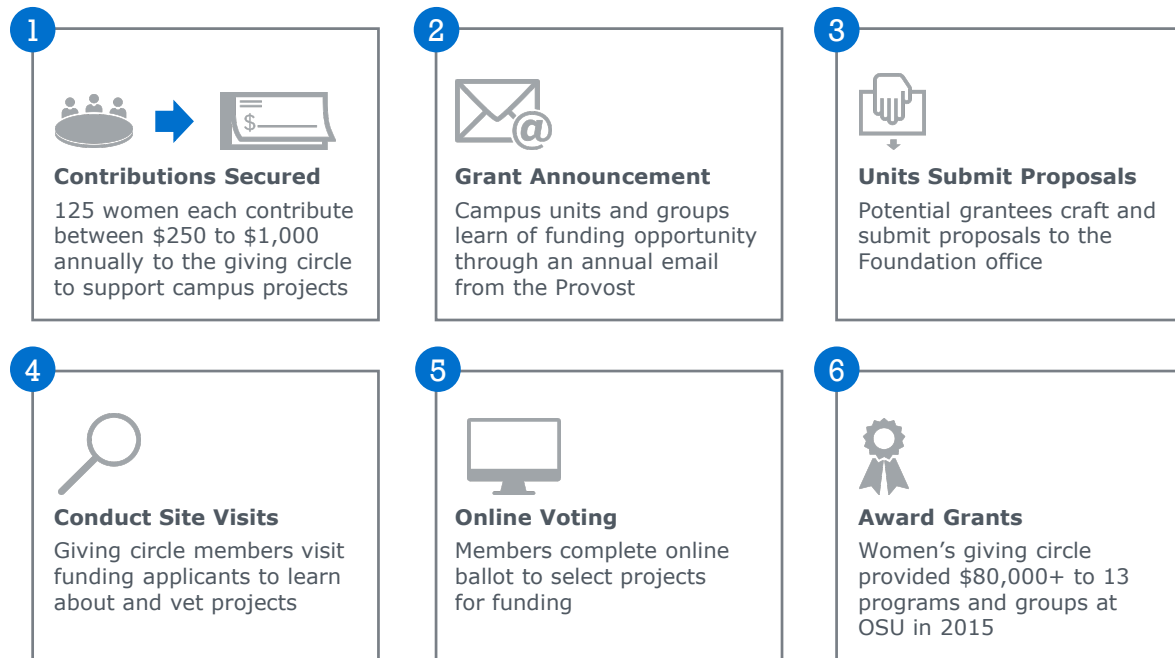 1
$
Contributions Secured
125 women each contribute
between $250 to $1,000
annually to the giving circle
to support campus projects
2
@
Grant Announcement
Campus units and groups
learn of funding opportunity
through an annual email
from the Provost
3
Units Submit Proposals
Potential grantees craft and
submit proposals to the
Foundation office
4
Conduct Site Visits
Giving circle members visit
funding applicants to learn
about and vet projects
5
Online Voting
Members complete online
ballot to select projects
for funding
6
Award Grants
Women’s giving circle
provided $80,000+ to 13
programs and groups at
OSU in 2015